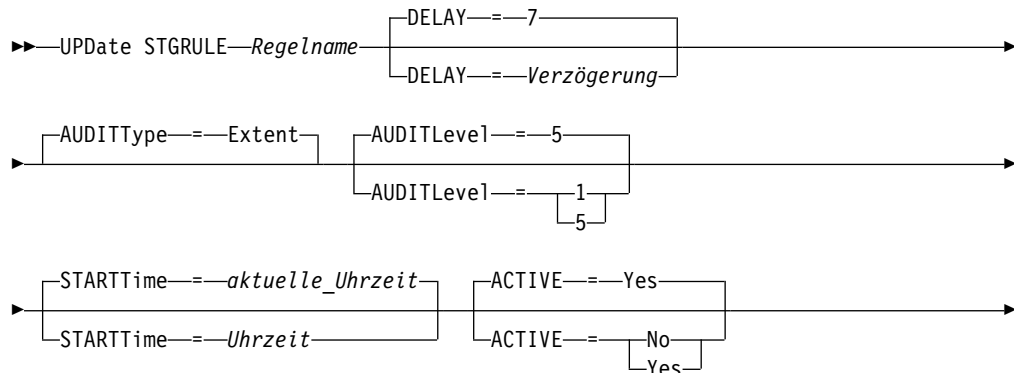 DELAY = 7
UPDate STGRULE Regelname
DELAY = Verzögerung
AUDITType = Extent AUDITLevel = 5
AUDITLevel = 1
5
STARTTime = aktuelle_Uhrzeit ACTIVE = Yes
STARTTime = Uhrzeit ACTIVE = No
Yes